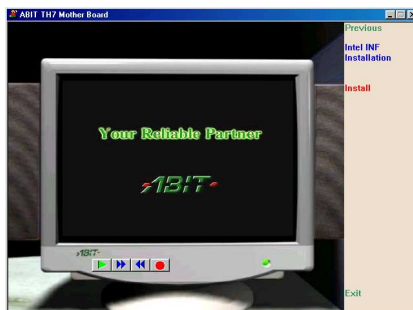 ABIT TH7 Mother Board
Previous
Intel INF
Installation
Install
Your Reliable Partner
ABIT
ABIT
Exit